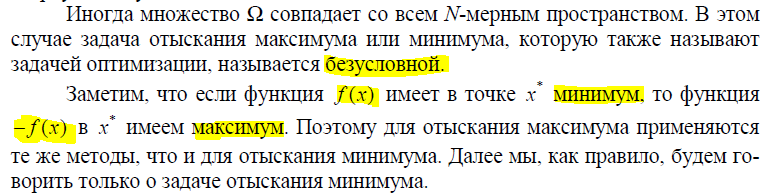 Иногда множество Ω совпадает со всем N-мерным пространством. В этом
случае задача отыскания максимума или минимума, которую также называют
задачей оптимизации, называется безусловной.
Заметим, что если функция f(x) имеет в точке x* минимум, то функция
−f(x) в x* имеем максимум. Поэтому для отыскания максимума применяются
те же методы, что и для отыскания минимума. Далее мы, как правило, будем го-
ворить только о задаче отыскания минимума.